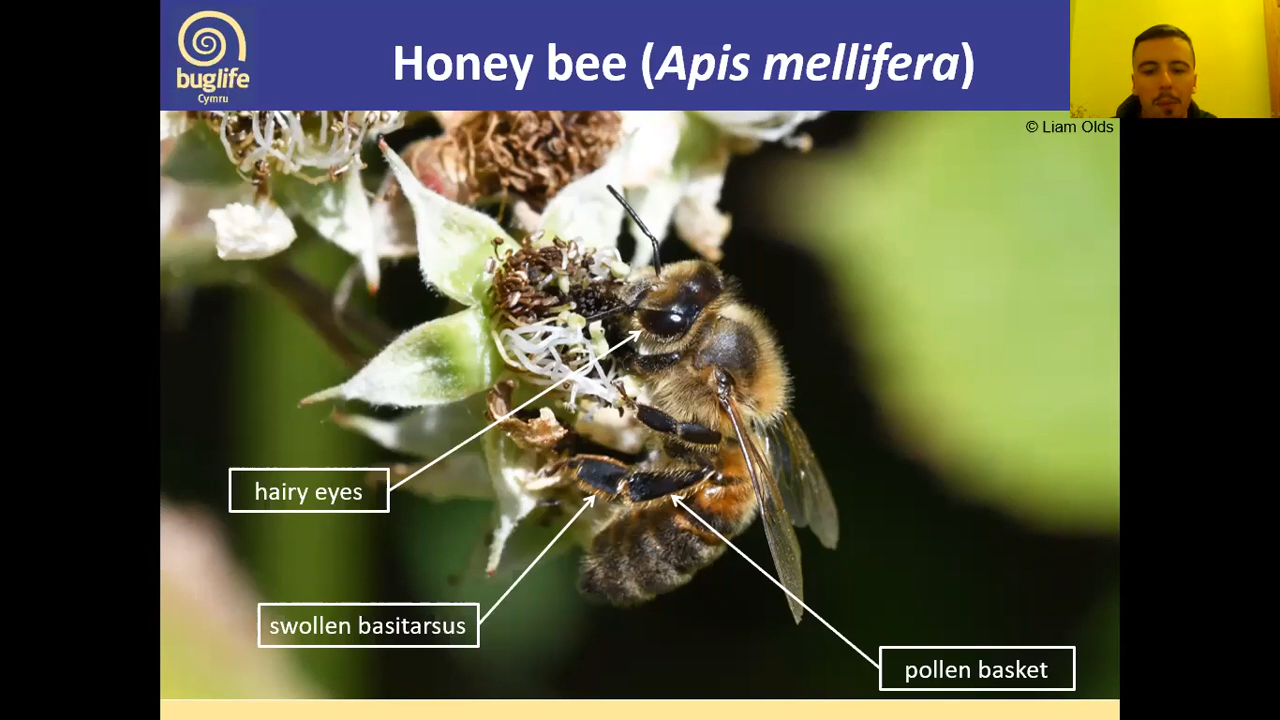 buglife
Cymru
Honey bee (Apis mellifera)
© Liam Olds
hairy eyes
swollen basitarsus
pollen basket